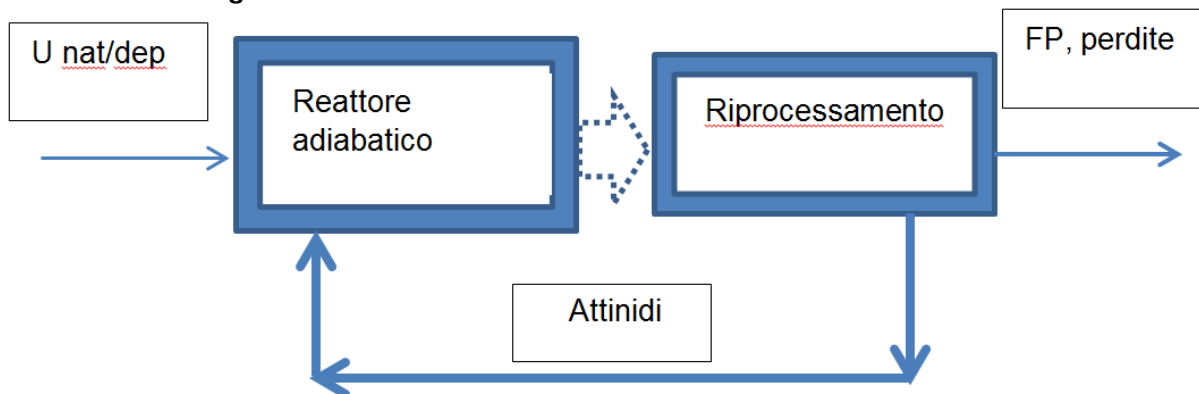 U nat/dep
FP, perdite
Reattore
adiabatico
Riprocessamento
Attinidi